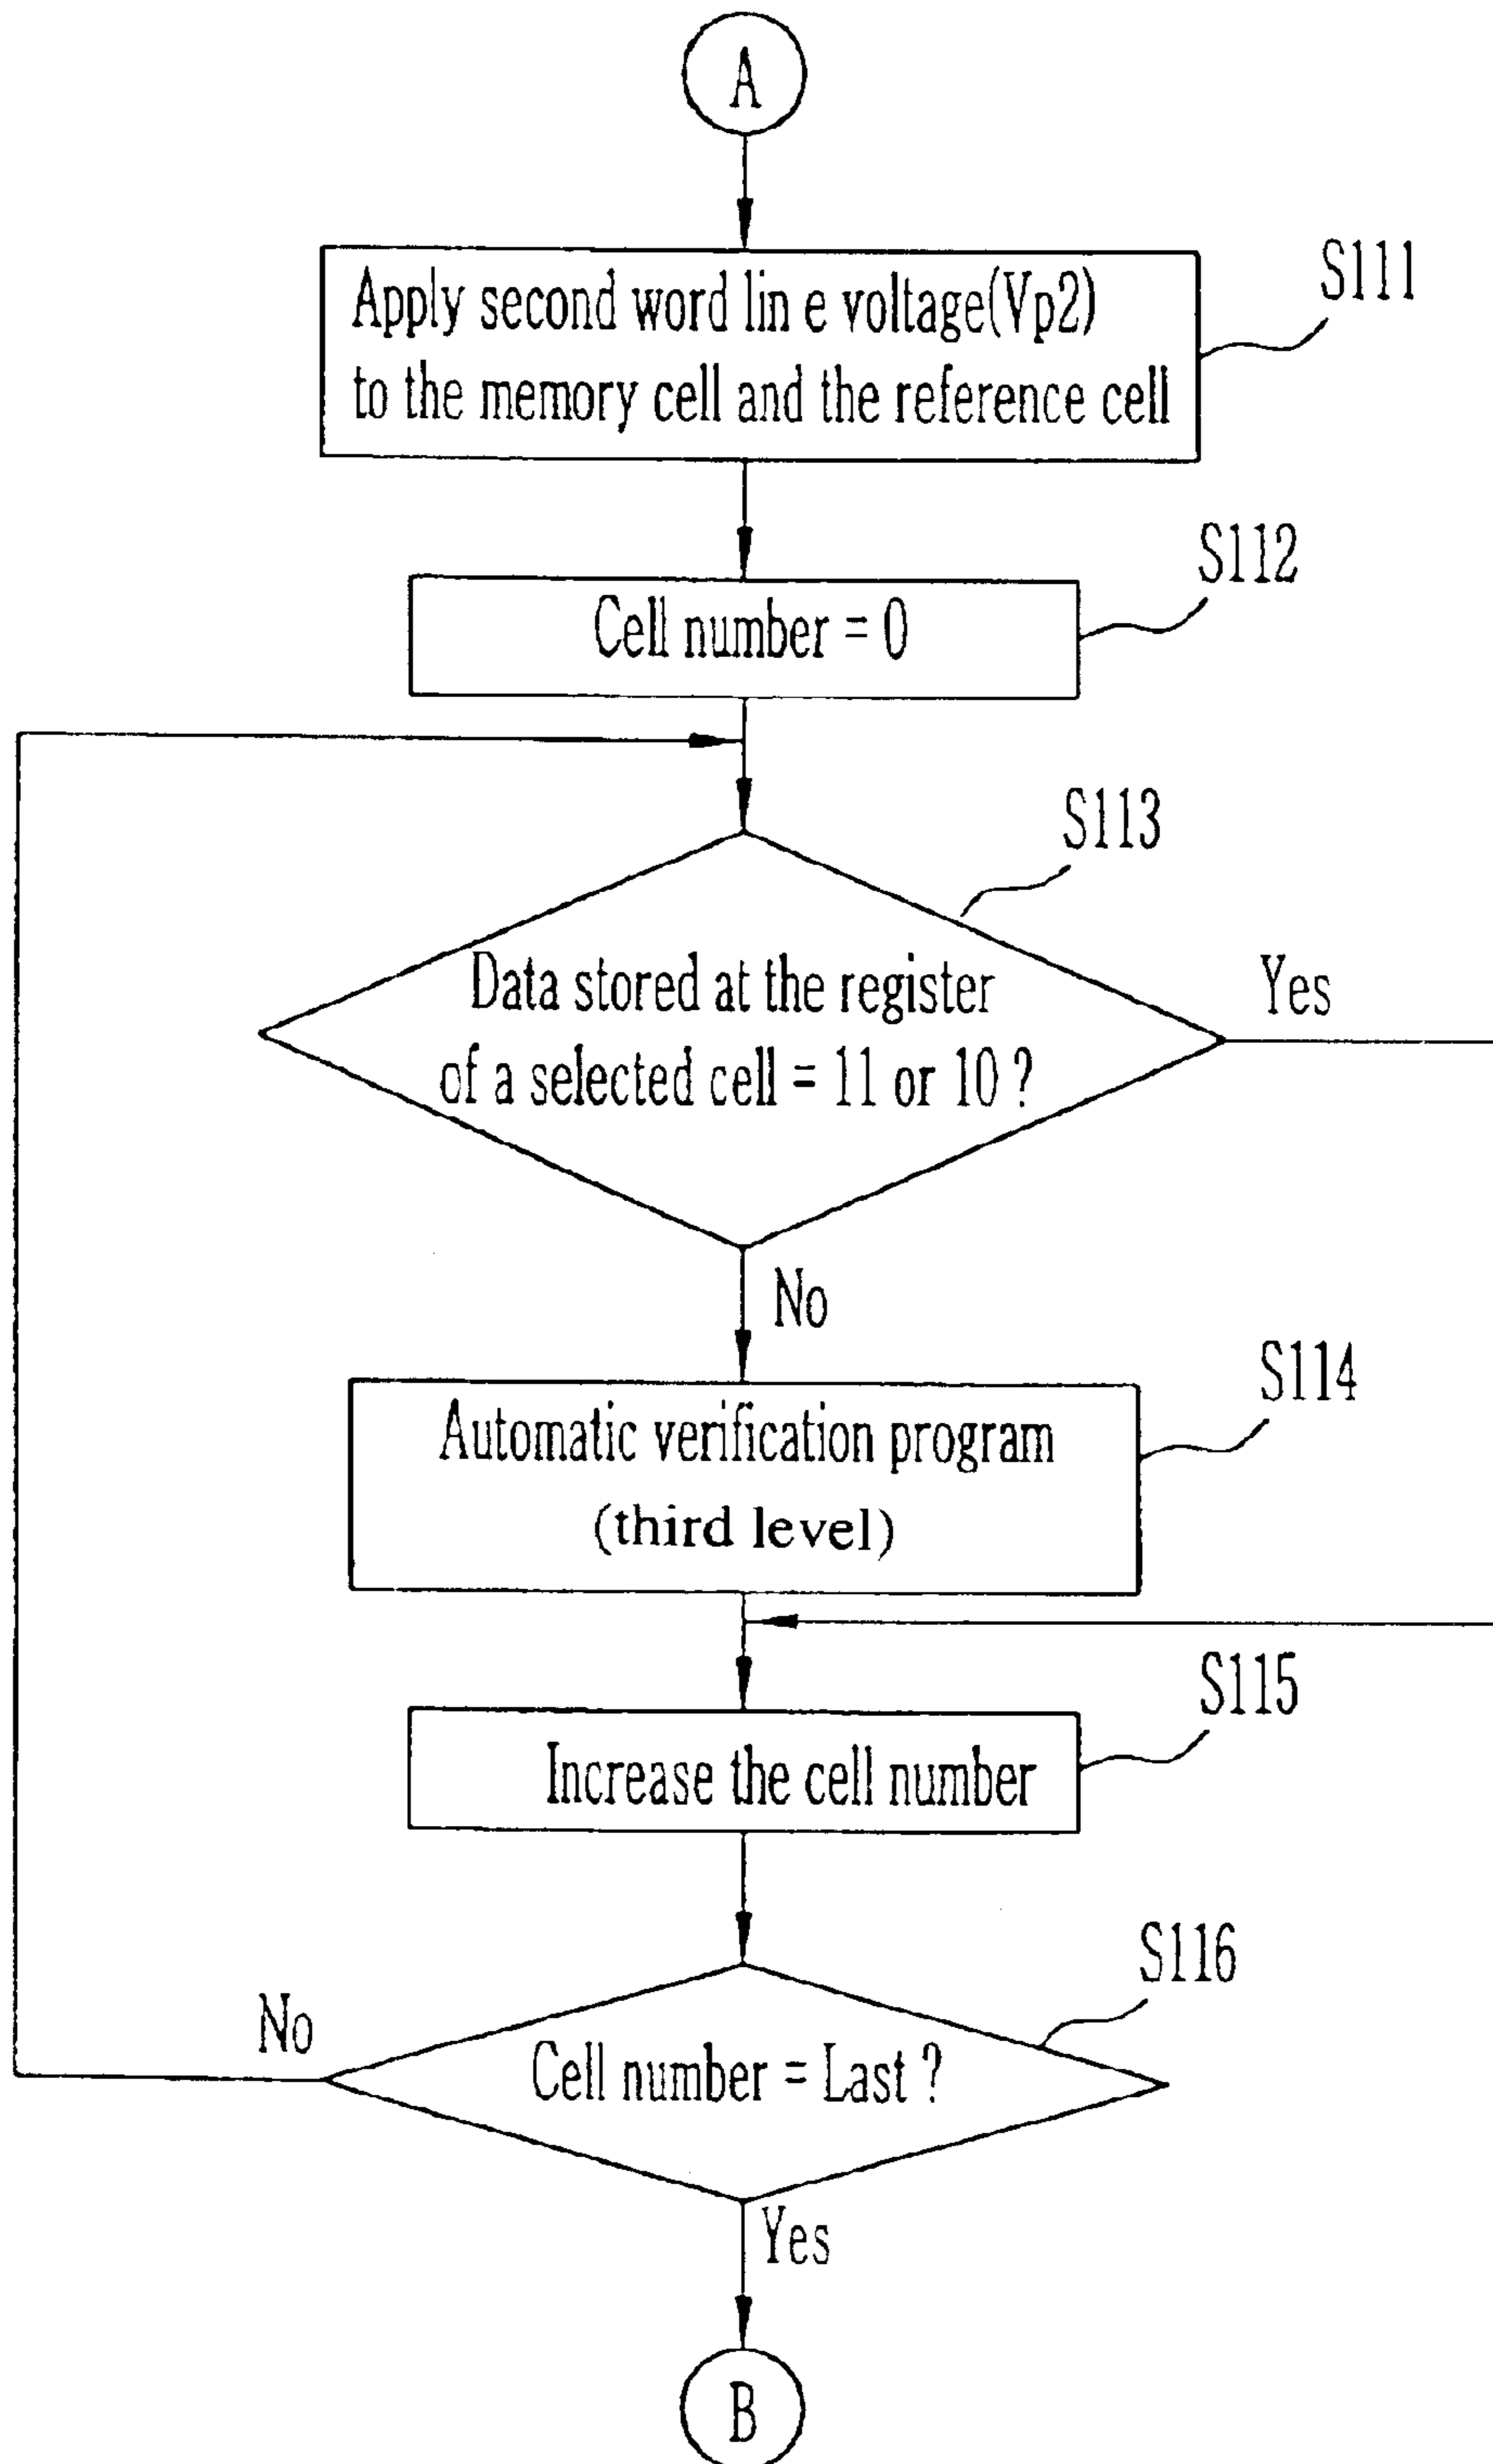 A
Apply second word lin e voltage(Vp2)
to the memory cell and the reference cell
S111
Cell number = 0
S112
S113
Data stored at the register
of a selected cell = 11 or 10 ?
Yes
No
Automatic verification program
(third level)
S114
Increase the cell number
S115
S116
Cell number = Last ?
No
Yes
B